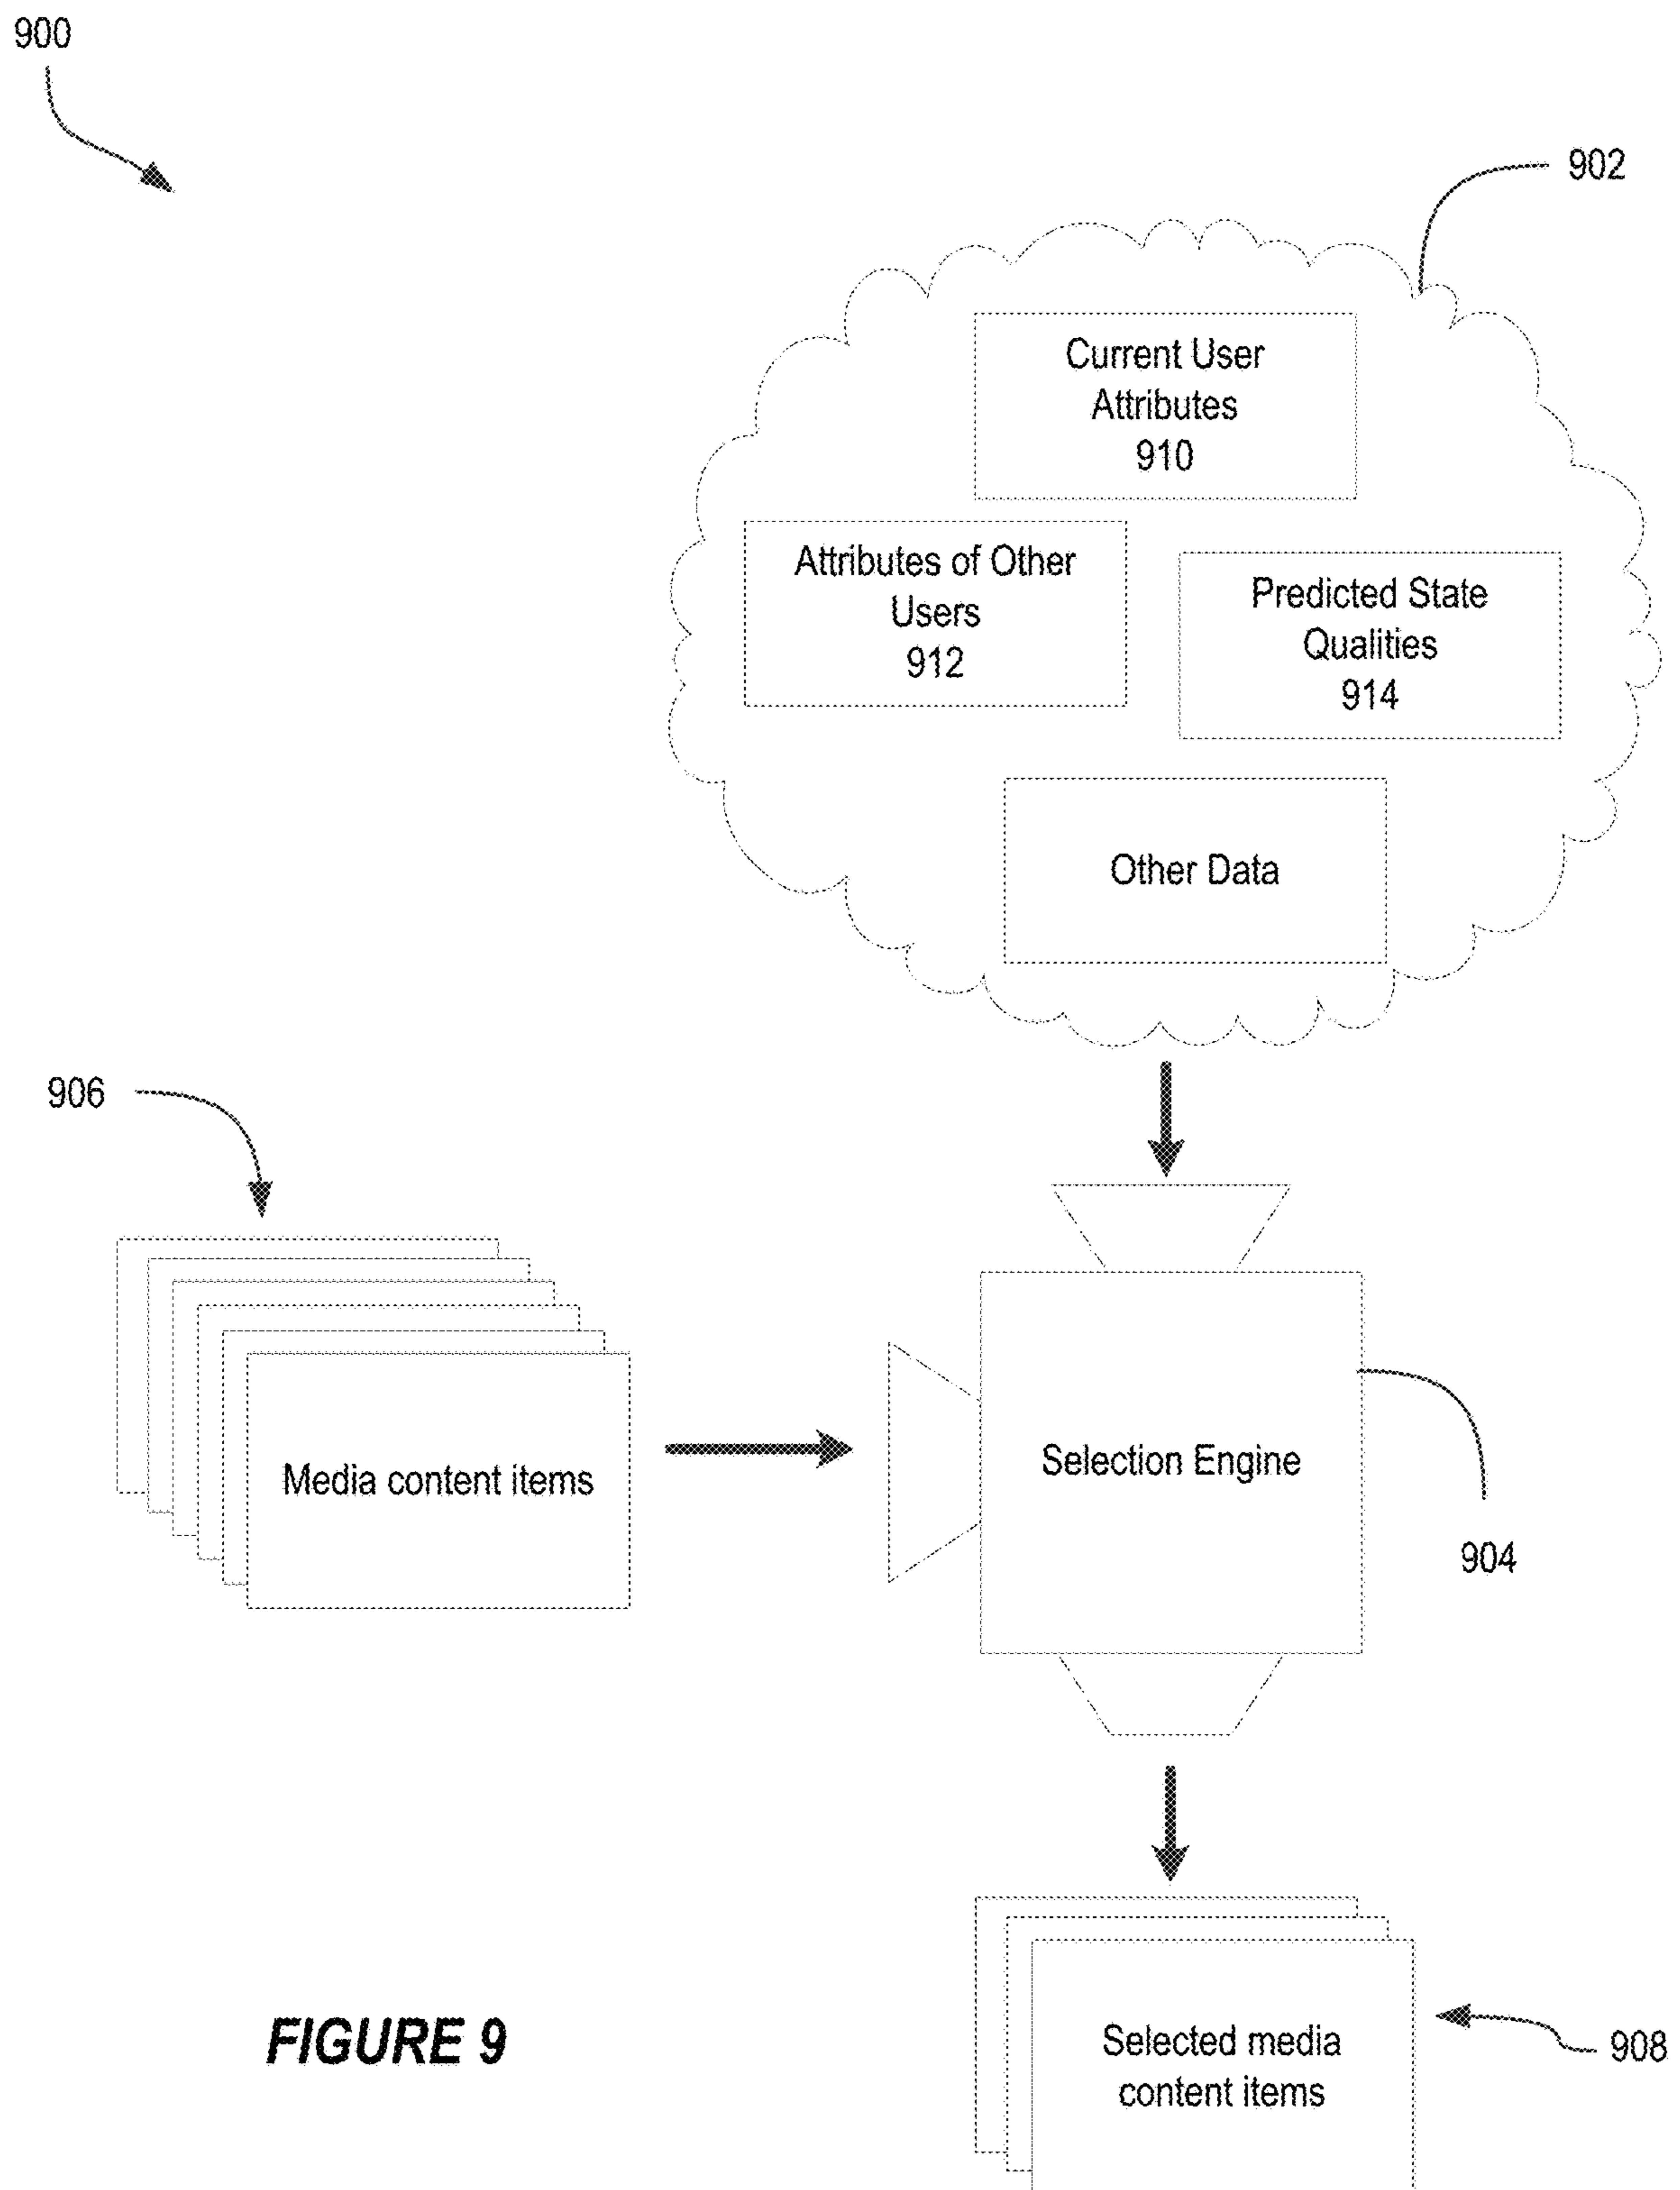 900
902
Current User
Attributes
910
Attributes of Other
Users
912
Predicted State
Qualities
914
Other Data
906
Media content items
Selection Engine
904
FIGURE 9
Selected media
content items
908